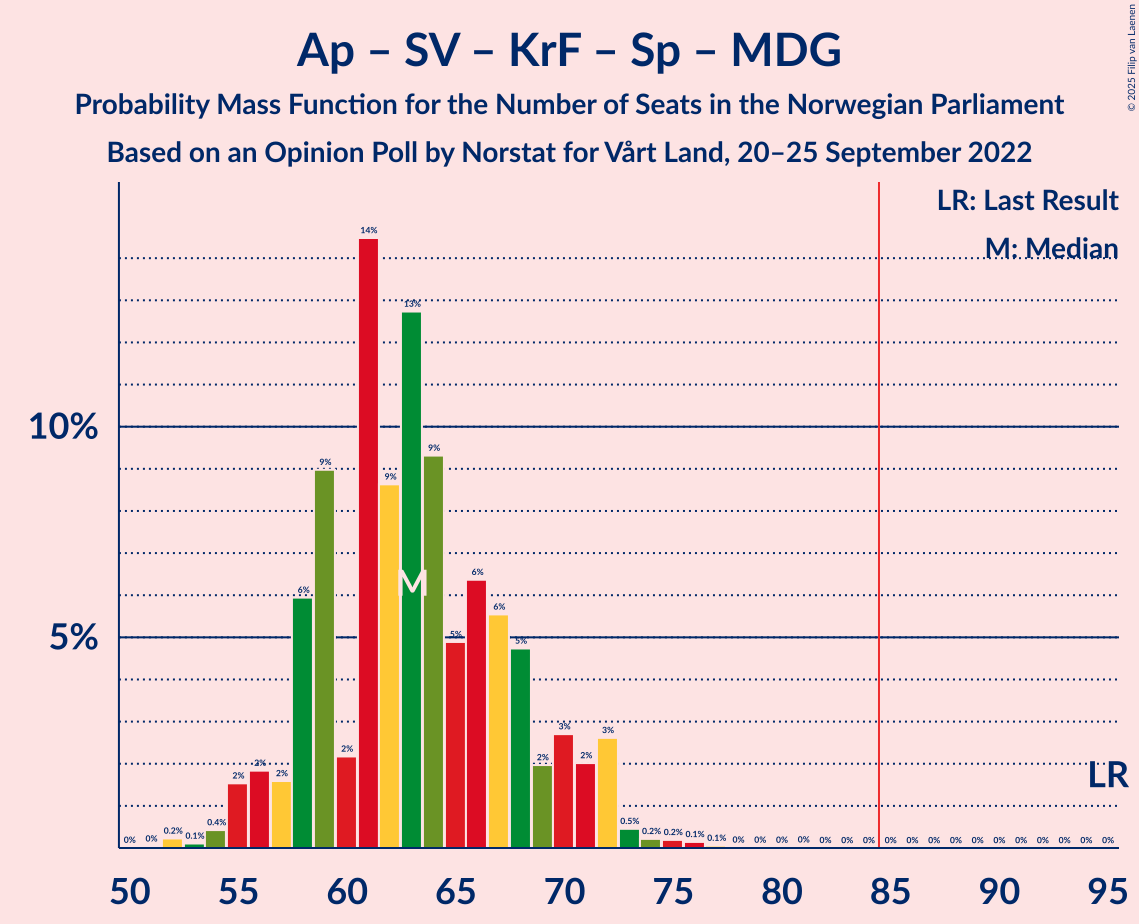 Ap – SV – KrF – Sp – MDG
Probability Mass Function for the Number of Seats in the Norwegian Parliament
Based on an Opinion Poll by Norstat for Vårt Land, 20–25 September 2022
© 2025 Filip van Laenen
LR: Last Result
M: Median
10%
5%
0% 0% 0.2% 0.1% 0.4% 2% 2% 2% 6% 9% 2% 14% 9% 13% 9% 5% 6% 6% 5% 2% 3% 2% 3% 0.5% 0.2% 0.2% 0.1% 0.1% 0% 0% 0% 0% 0% 0% 0% 0% 0% 0% 0% 0% 0% 0% 0% 0% 0% 0%
M
LR
50 55 60 65 70 75 80 85 90 95